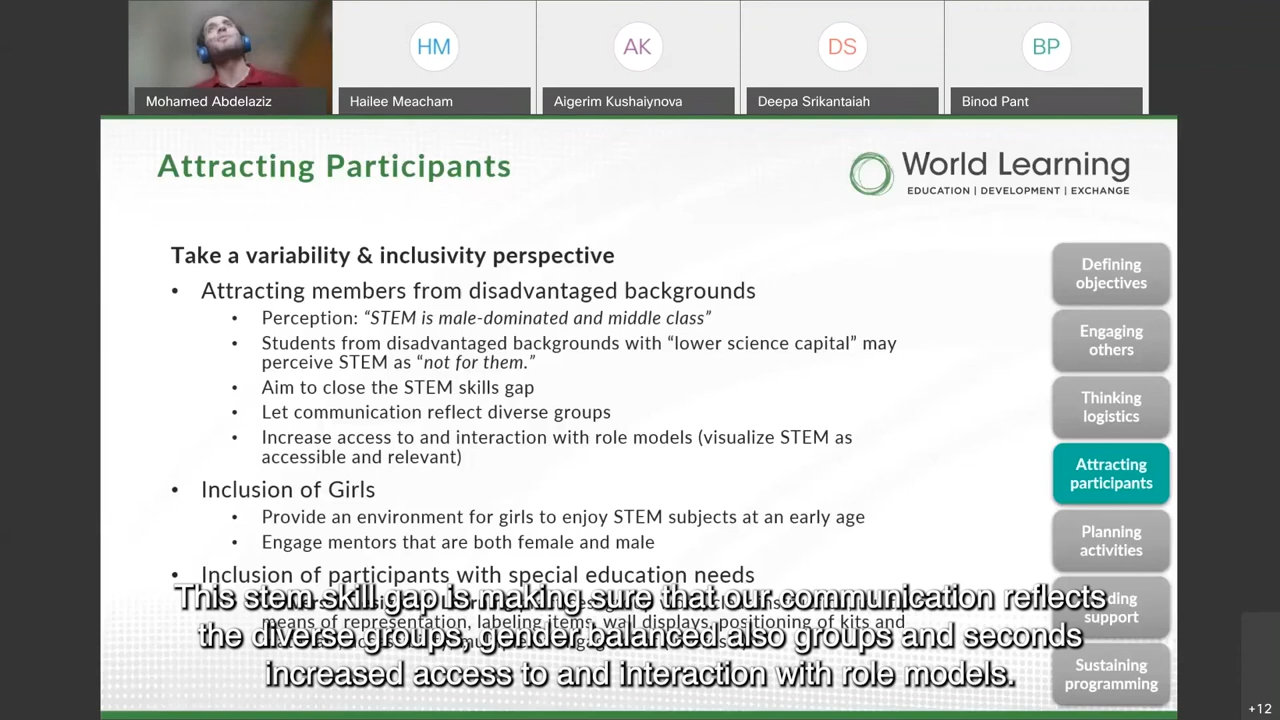 HM
AK
DS
BP
Mohamed Abdelaziz
Hailee Meacham
Aigerim Kushaiynova
Deepa Srikantaiah
Binod Pant
Attracting Participants
World Learning
EDUCATION | DEVELOPMENT | EXCHANGE
Take a variability & inclusivity perspective
• Attracting members from disadvantaged backgrounds
• Perception: “STEM is male-dominated and middle class”
• Students from disadvantaged backgrounds with “lower science capital” may
perceive STEM as “not for them.”
• Aim to close the STEM skills gap
• Let communication reflect diverse groups
• Increase access to and interaction with role models (visualize STEM as
accessible and relevant)
• Inclusion of Girls
• Provide an environment for girls to enjoy STEM subjects at an early age
• Engage mentors that are both female and male
• Inclusion of participants with special education needs
means of representation, labeling items, wall displays, positioning of kits and
This stem skill gap is making sure that our communication reflects
the diverse groups, gender balanced also groups and seconds
increased access to and Interaction with role models.
Defining
objectives
Engaging
others
Thinking
logistics
Attracting
participants
Planning
activities
support
Sustaining
programming
+12